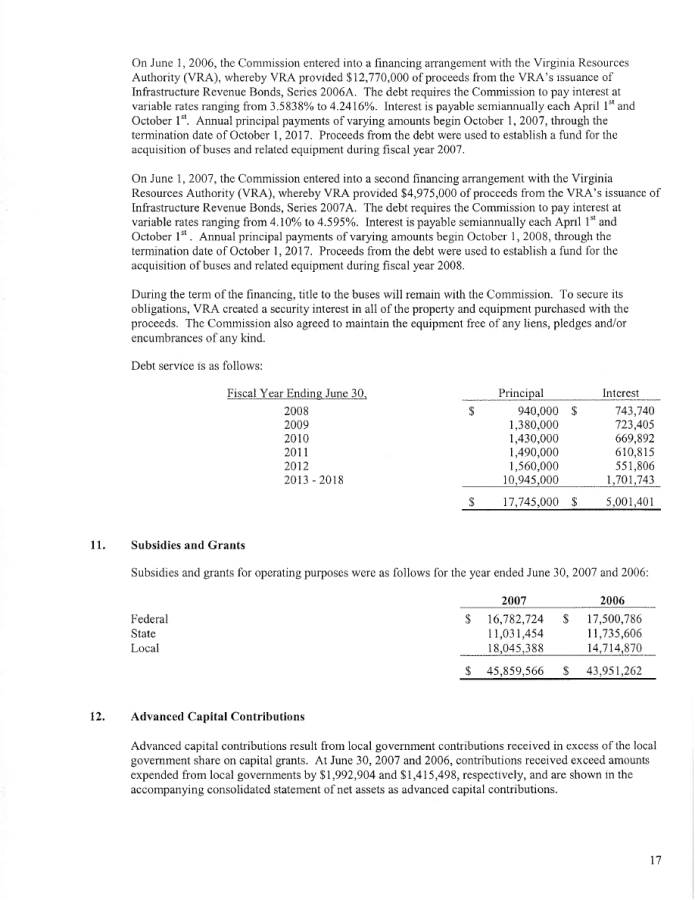 On June 1, 2006, the Commission entered into a financing arrangement with the Virginia Resources
Authority (VRA), whereby VRA provided $12,770,000 of proceeds from the VRA's issuance of
Infrastructure Revenue Bonds, Series 2006A. The debt requires the Commission to pay interest at
variable rates ranging from 3.5838% to 4.2416%. Interest is payable semiannually each April 1st and
October 1st. Annual principal payments of varying amounts begin October 1, 2007, through the
termination date of October 1, 2017. Proceeds from the debt were used to establish a fund for the
acquisition of buses and related equipment during fiscal year 2007.
On June 1, 2007, the Commission entered into a second financing arrangement with the Virginia
Resources Authority (VRA), whereby VRA provided $4,975,000 of proceeds from the VRA's issuance of
Infrastructure Revenue Bonds, Series 2007A. The debt requires the Commission to pay interest at
variable rates ranging from 4.10% to 4.595%. Interest is payable semiannually each April 1st and
October 1st. Annual principal payments of varying amounts begin October 1, 2008, through the
termination date of October 1, 2017. Proceeds from the debt were used to establish a fund for the
acquisition of buses and related equipment during fiscal year 2008.
During the term of the financing, title to the buses will remain with the Commission. To secure its
obligations, VRA created a security interest in all of the property and equipment purchased with the
proceeds. The Commission also agreed to maintain the equipment free of any liens, pledges and/or
encumbrances of any kind.
Debt service is as follows:
Fiscal Year Ending June 30, Principal Interest
2008 $ 940,000 $ 743,740
2009 1,380,000 723,405
2010 1,430,000 669,892
2011 1,490,000 610,815
2012 1,560,000 551,806
2013 - 2018 10,945,000 1,701,743
$ 17,745,000 $ 5,001,401
11. Subsidies and Grants
Subsidies and grants for operating purposes were as follows for the year ended June 30, 2007 and 2006:
2007 2006
Federal $ 16,782,724 $ 17,500,786
State 11,031,454 11,735,606
Local 18,045,388 14,714,870
$ 45,859,566 $ 43,951,262
12. Advanced Capital Contributions
Advanced capital contributions result from local government contributions received in excess of the local
government share on capital grants. At June 30, 2007 and 2006, contributions received exceed amounts
expended from local governments by $1,992,904 and $1,415,498, respectively, and are shown in the
accompanying consolidated statement of net assets as advanced capital contributions.
17